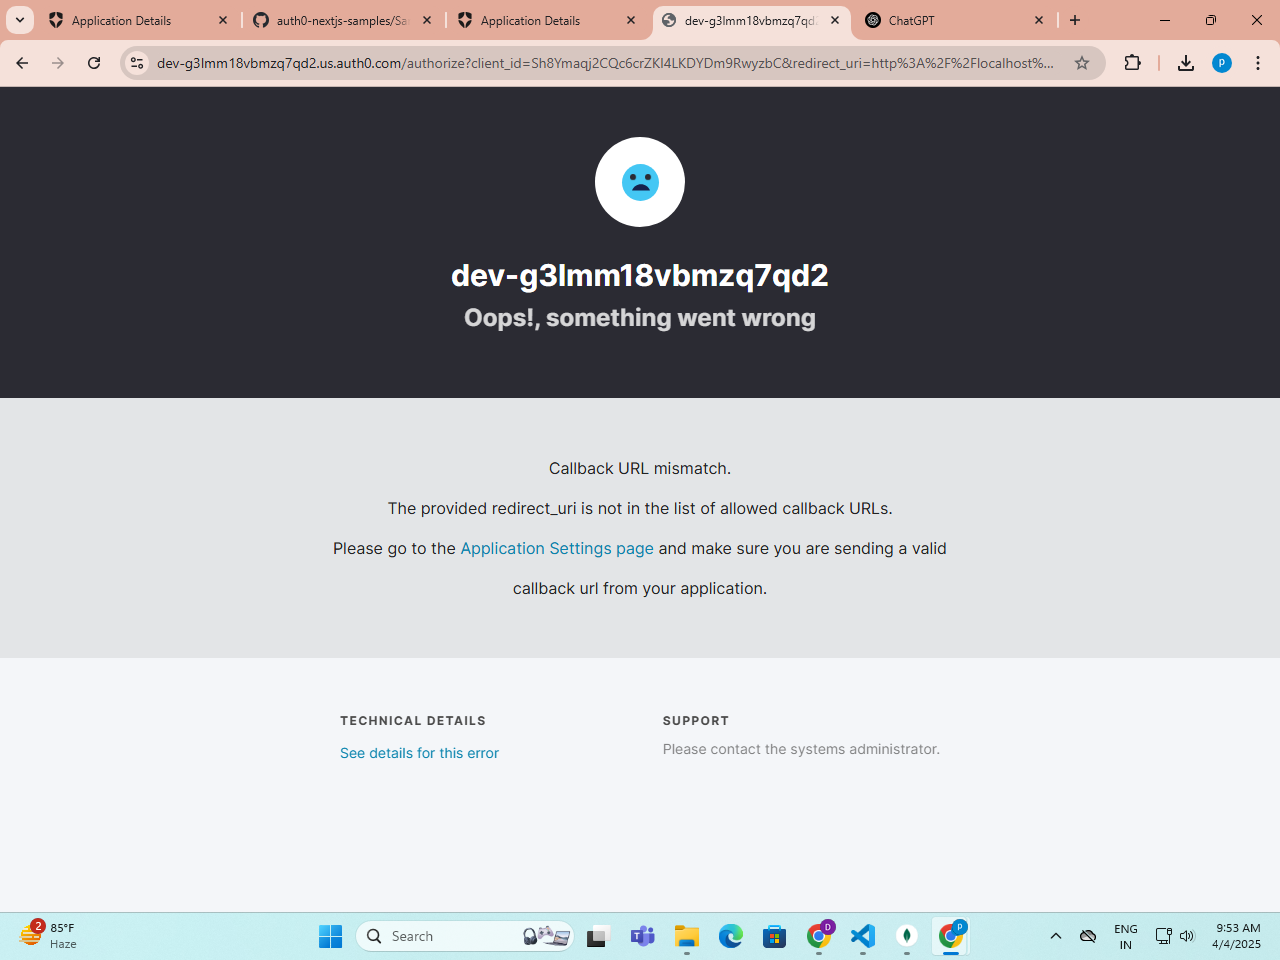 Application Details
auth0-nextjs-samples/Sa
Application Details
dev-g3lmm18vbmzq7qd2
ChatGPT
dev-g3lmm18vbmzq7qd2.us.auth0.com/authorize?client_id=Sh8Ymaqj2CQc6crZKI4LKDYDm9RwyzbC&redirect_uri=http%3A%2F%2Flocalhost%...
P
dev-g3lmm18vbmzq7qd2
Oops!, something went wrong
Callback URL mismatch.
The provided redirect_uri is not in the list of allowed callback URLs.
Please go to the Application Settings page and make sure you are sending a valid
callback url from your application.
TECHNICAL DETAILS
See details for this error
SUPPORT
Please contact the systems administrator.
2
85°F
Haze
Search
D
P
ENG
IN
9:53 AM
4/4/2025